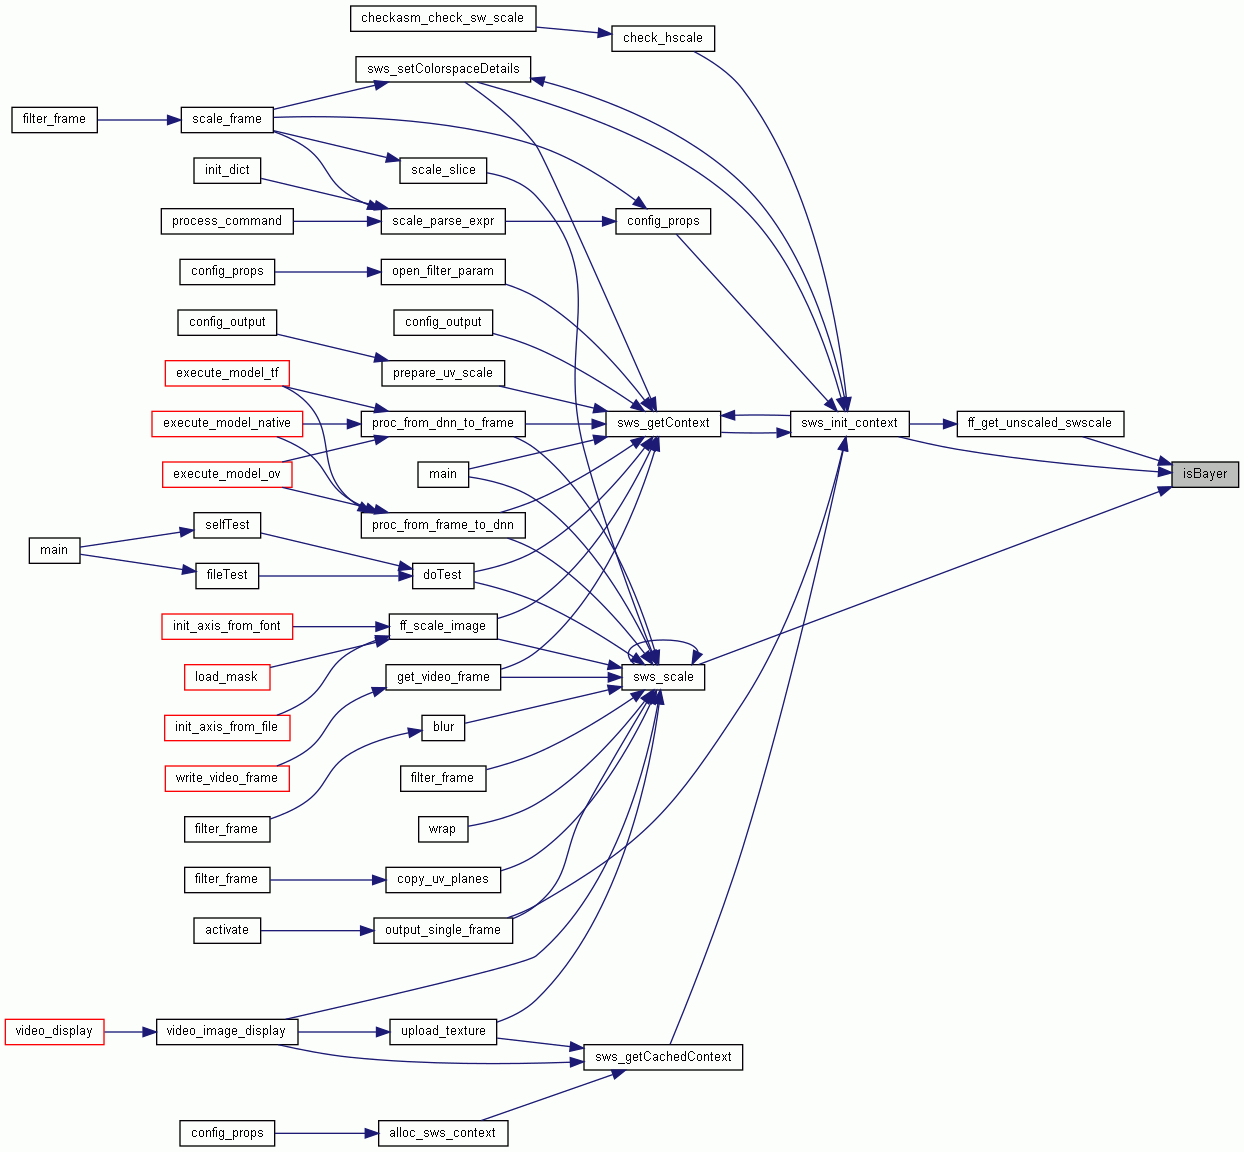 checkasm_check_sw_scale
check_hscale
sws_setColorspaceDetails
filter_frame
scale_frame
init_dict
scale_slice
process_command
scale_parse_expr
config_props
config_props
open_filter_param
config_output
config_output
execute_model_tf
prepare_uv_scale
execute_model_native
proc_from_dnn_to_frame
sws_getContext
sws_init_context
ff_get_unscaled_swscale
execute_model_ov
main
isBayer
selfTest
proc_from_frame_to_dnn
main
fileTest
doTest
init_axis_from_font
ff_scale_image
load_mask
get_video_frame
sws_scale
init_axis_from_file
blur
write_video_frame
filter_frame
filter_frame
wrap
filter_frame
copy_uv_planes
activate
output_single_frame
video_display
video_image_display
upload_texture
sws_getCachedContext
config_props
alloc_sws_context